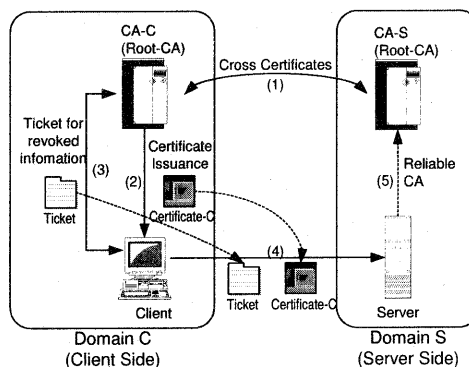 CA-C
(Root-CA)
CA-S
(Root-CA)
Cross Certificates
(1)
Ticket for
revoked
infomation
(3)
Certificate
Issuance
(2)
Reliable
CA
(5)
Ticket
Certificate-C
(4)
Client
Ticket
Certificate-C
Server
Domain C
(Client Side)
Domain S
(Server Side)